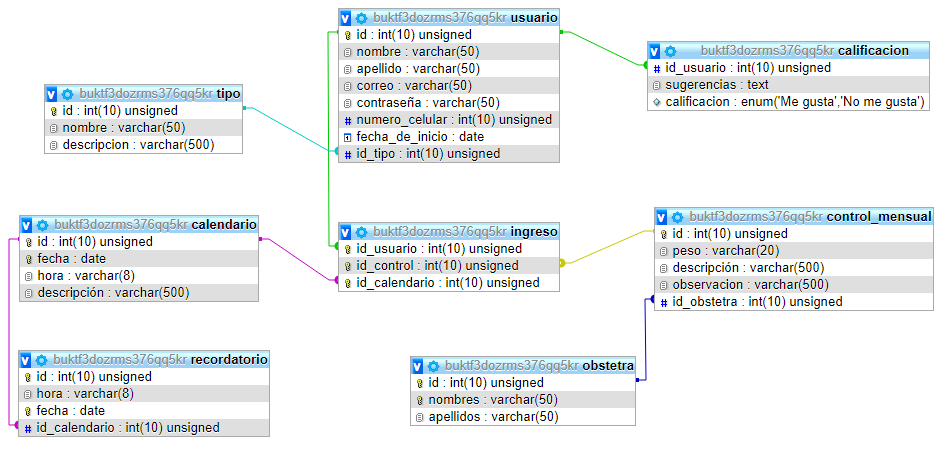 buktf3dozrms376qq5kr usuario
id : int(10) unsigned
nombre : varchar(50)
apellido : varchar(50)
correo : varchar(50)
contraseña : varchar(50)
numero_celular : int(10) unsigned
fecha_de_inicio : date
id_tipo : int(10) unsigned
buktf3dozrms376qq5kr calificacion
id_usuario : int(10) unsigned
sugerencias : text
calificacion : enum('Me gusta','No me gusta')
buktf3dozrms376qq5kr tipo
id : int(10) unsigned
nombre : varchar(50)
descripcion : varchar(500)
buktf3dozrms376qq5kr calendario
id : int(10) unsigned
fecha : date
hora : varchar(8)
descripción : varchar(500)
buktf3dozrms376qq5kr ingreso
id_usuario : int(10) unsigned
id_control : int(10) unsigned
id_calendario : int(10) unsigned
buktf3dozrms376qq5kr control_mensual
id : int(10) unsigned
peso : varchar(20)
descripción : varchar(500)
observacion : varchar(500)
id_obstetra : int(10) unsigned
buktf3dozrms376qq5kr recordatorio
id : int(10) unsigned
hora : varchar(8)
fecha : date
id_calendario : int(10) unsigned
buktf3dozrms376qq5kr obstetra
id : int(10) unsigned
nombres : varchar(50)
apellidos : varchar(50)